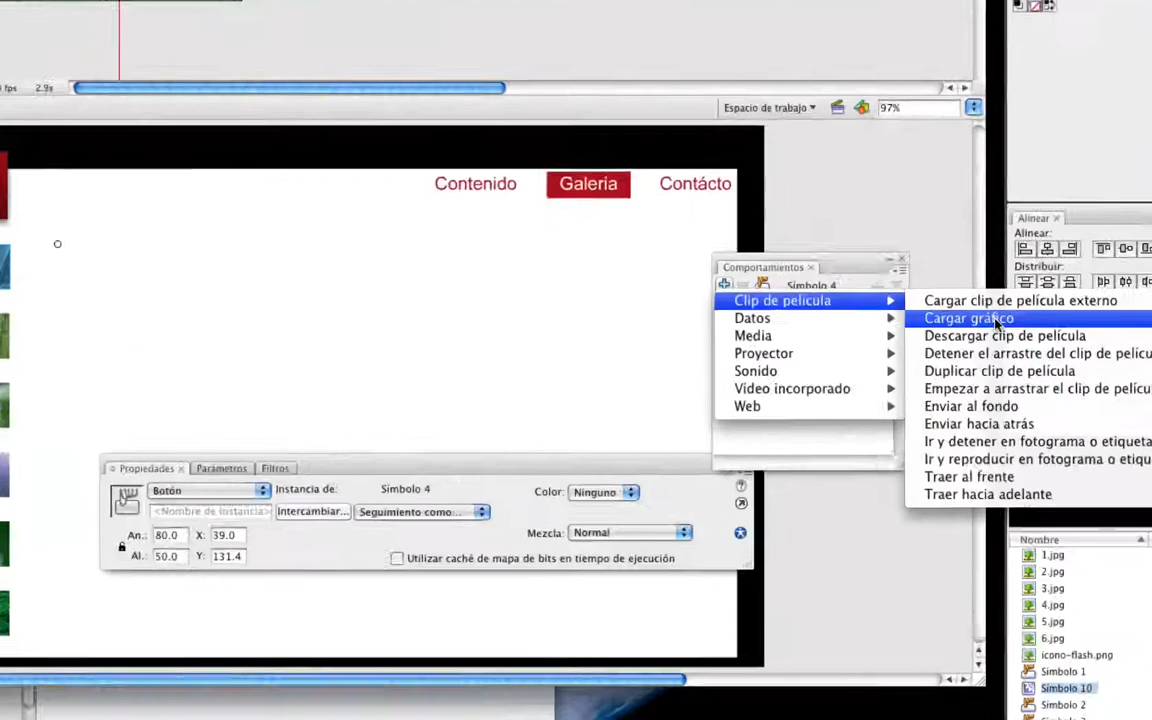 fps 2.9s
Espacio de trabajo 97%
Contenido Galeria Contácto
Alinear
Alinear:
Distribuir:
Comportamientos
Símbolo 4
Clip de película
Datos
Media
Proyector
Sonido
Vídeo incorporado
Web
Cargar clip de película externo
Cargar gráfico
Descargar clip de película
Detener el arrastre del clip de pelícu
Duplicar clip de película
Empezar a arrastrar el clip de pelícu
Enviar al fondo
Enviar hacia atrás
Ir y detener en fotograma o etiqueta
Ir y reproducir en fotograma o etiqu
Traer al frente
Traer hacia adelante
Propiedades Parámetros Filtros
Botón Instancia de: Símbolo 4 Color: Ninguno
<Nombre de instancia> Intercambiar... Seguimiento como...
An.: 80.0 X: 39.0 Mezcla: Normal
Al.: 50.0 Y: 131.4 Utilizar caché de mapa de bits en tiempo de ejecución
Nombre
1.jpg
2.jpg
3.jpg
4.jpg
5.jpg
6.jpg
icono-flash.png
Símbolo 1
Símbolo 10
Símbolo 2